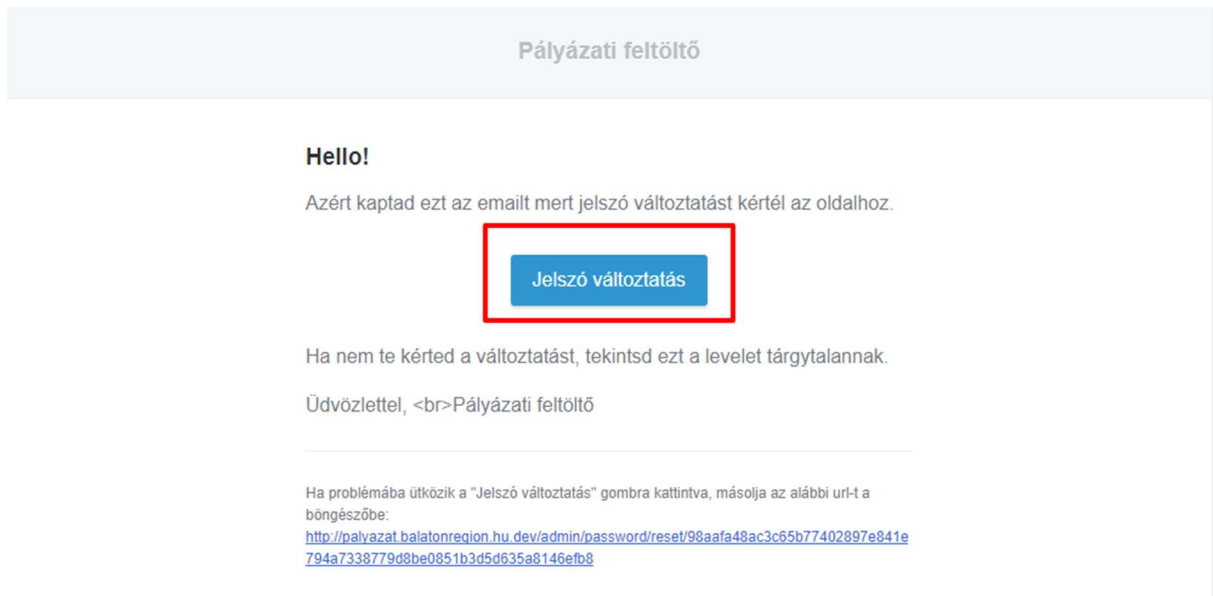 Pályázati feltöltő
Hello!
Azért kaptad ezt az emailt mert jelszó változtatást kértél az oldalhoz.
Jelszó változtatás
Ha nem te kérted a változtatást, tekintsd ezt a levelet tárgytalannak.
Üdvözlettel, <br>Pályázati feltöltő
Ha problémába ütközik a "Jelszó változtatás" gombra kattintva, másolja az alábbi url-t a
böngészőbe:
http://palyazat.balatonregion.hu.dev/admin/password/reset/98aafa48ac3c65b77402897e841e
794a7338779d8be0851b3d5d635a8146efb8